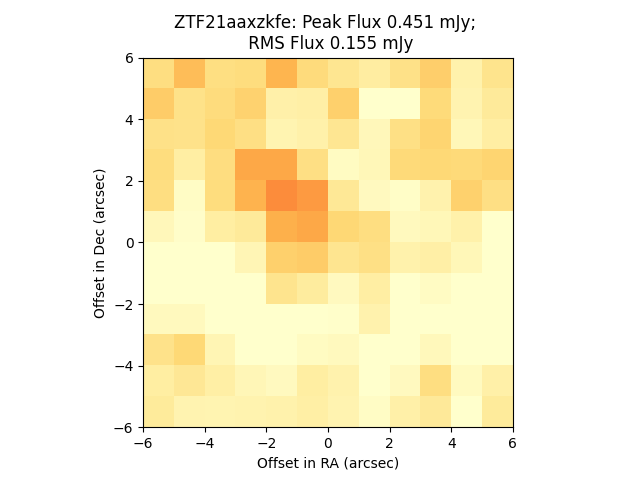 ZTF21aaxzkfe: Peak Flux 0.451 mJy;
RMS Flux 0.155 mJy
6
4
2
0
−2
−4
−6
Offset in Dec (arcsec)
−6 −4 −2 0 2 4 6
Offset in RA (arcsec)